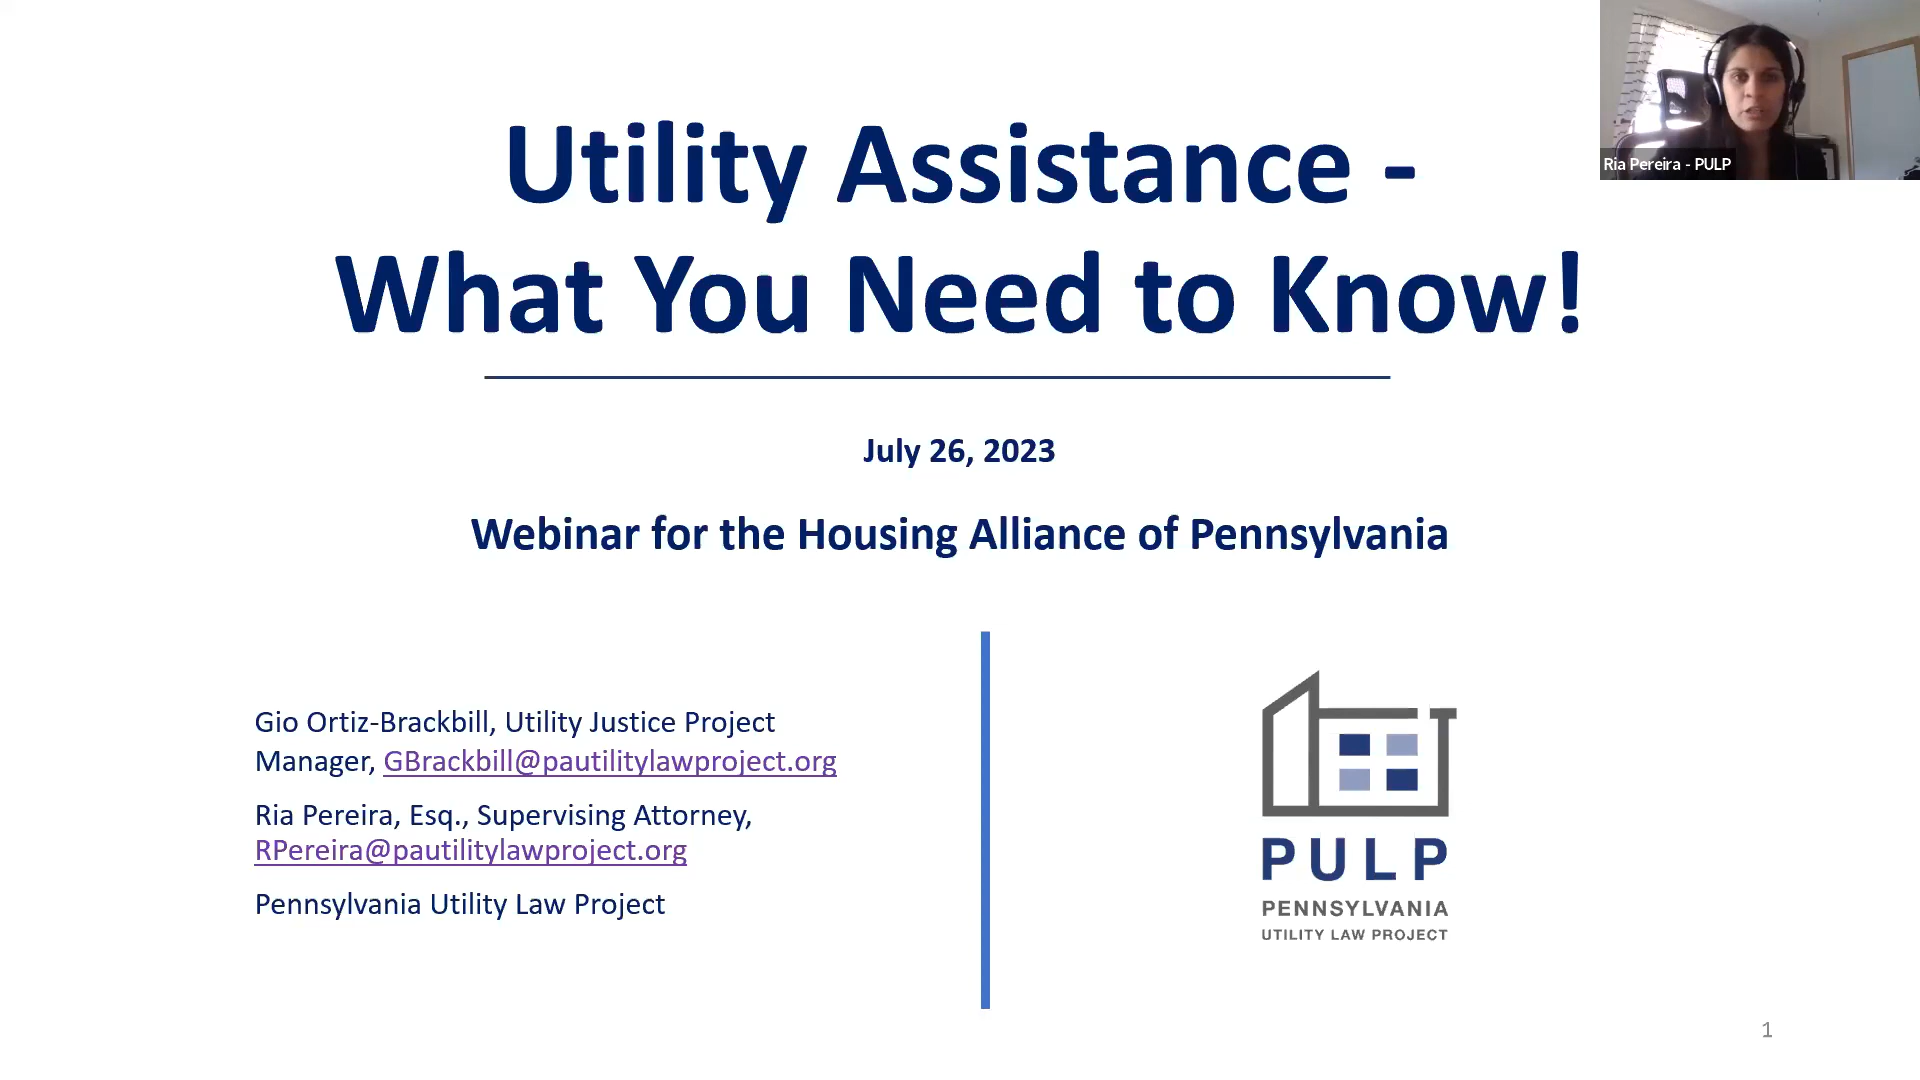 Utility Assistance -
What You Need to Know!
July 26, 2023
Webinar for the Housing Alliance of Pennsylvania
Gio Ortiz-Brackbill, Utility Justice Project
Manager, GBrackbill@pautilitylawproject.org
Ria Pereira, Esq., Supervising Attorney,
RPereira@pautilitylawproject.org
Pennsylvania Utility Law Project
PULP
PENNSYLVANIA
UTILITY LAW PROJECT
1
Ria Pereira - PULP